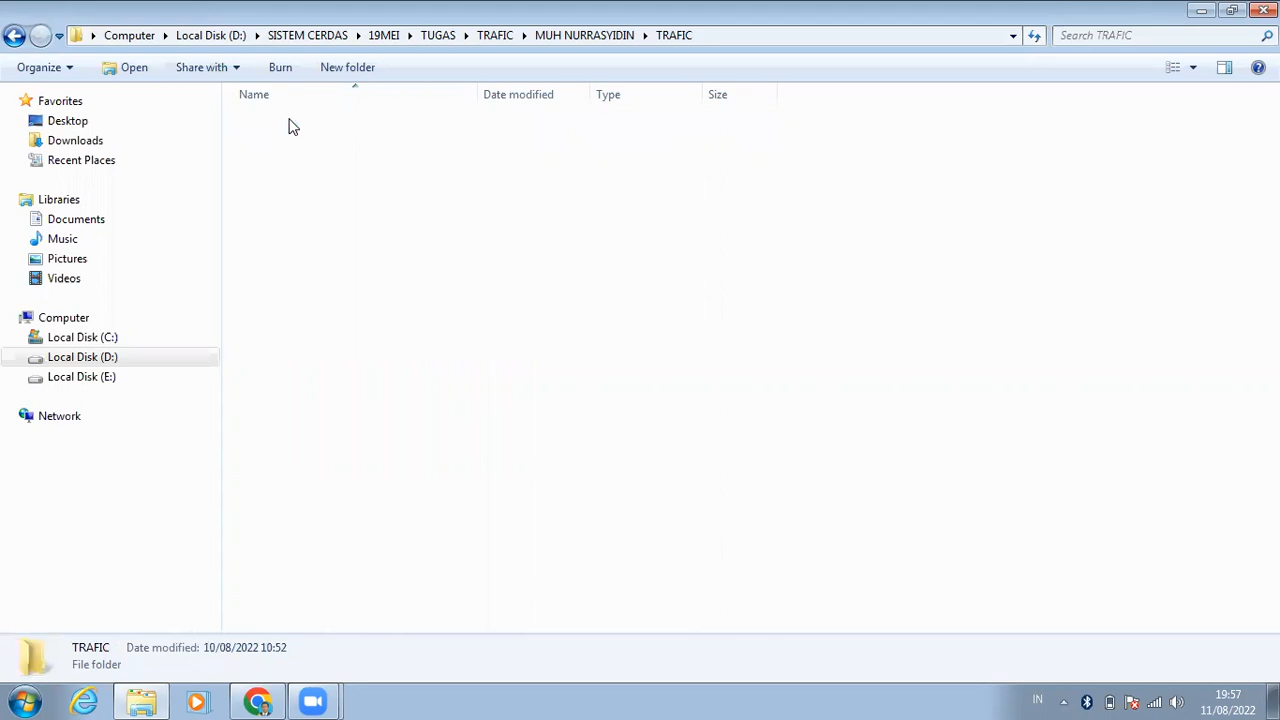 Computer Local Disk (D:) SISTEM CERDAS 19MEI TUGAS TRAFIC MUH NURRASYIDIN TRAFIC Search TRAFIC
Organize Open Share with Burn New folder
Name Date modified Type Size
Favorites
Desktop
Downloads
Recent Places
Libraries
Documents
Music
Pictures
Videos
Computer
Local Disk (C:)
Local Disk (D:)
Local Disk (E:)
Network
TRAFIC Date modified: 10/08/2022 10:52
File folder
IN 19:57
11/08/2022